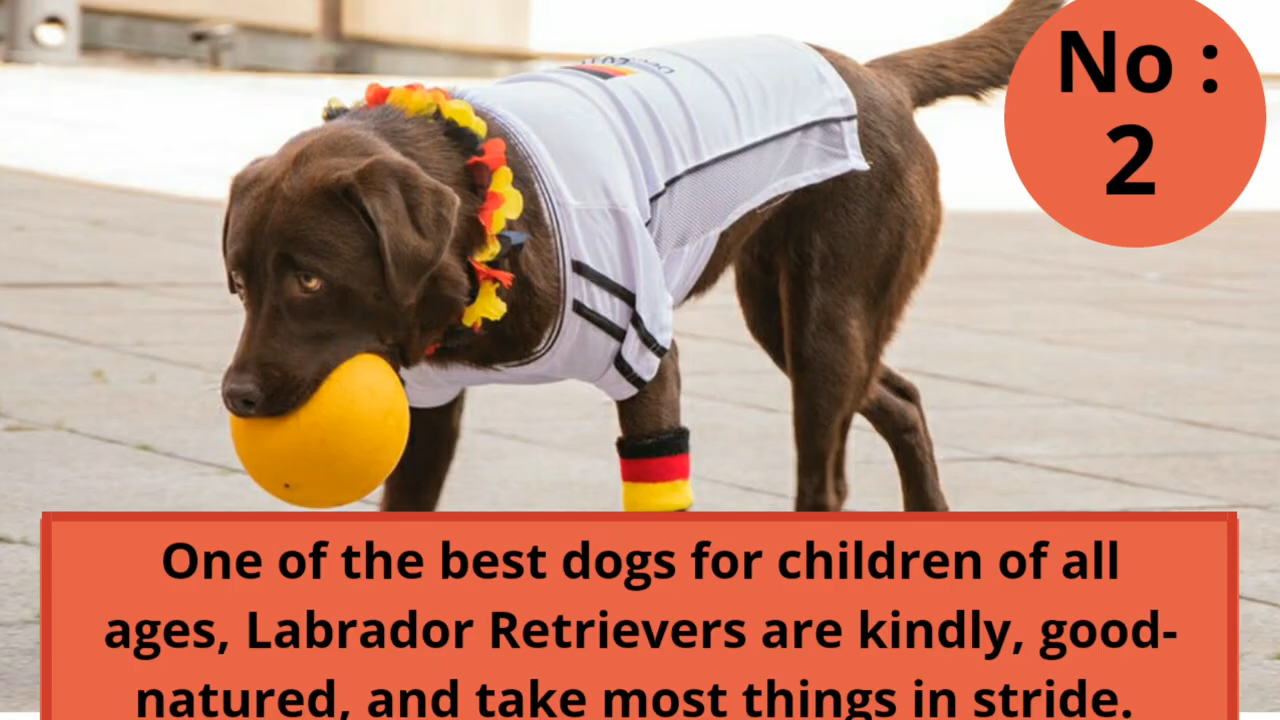 No :
2
One of the best dogs for children of all
ages, Labrador Retrievers are kindly, good-
natured, and take most things in stride.